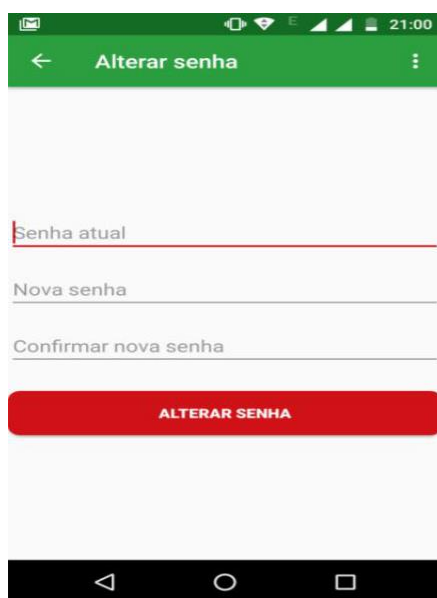 E 21:00
Alterar senha
Senha atual
Nova senha
Confirmar nova senha
ALTERAR SENHA